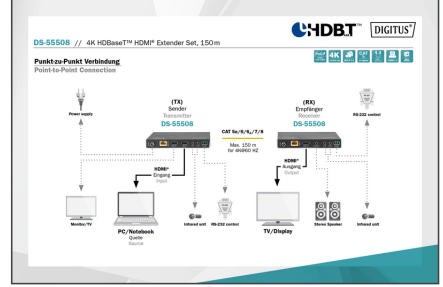 HDBT™
DIGITUS®
DS-55508 // 4K HDBaseT™ HDMI® Extender Set, 150m
4K
CAT
Punkt-zu-Punkt Verbindung
Point-to-Point Connection
Power supply
(TX)
Sender
Transmitter
DS-55508
(RX)
Empfänger
Receiver
DS-55508
RS-232 control
CAT 5e/6/6A/7/8
Max. 150 m
for 4K@60 HZ
HDMI®
Eingang
Input
HDMI®
Ausgang
Output
Monitor/TV
PC/Notebook
Quelle
Source
Infrared unit
RS-232 control
TV/Display
Stereo Speaker
Infrared unit